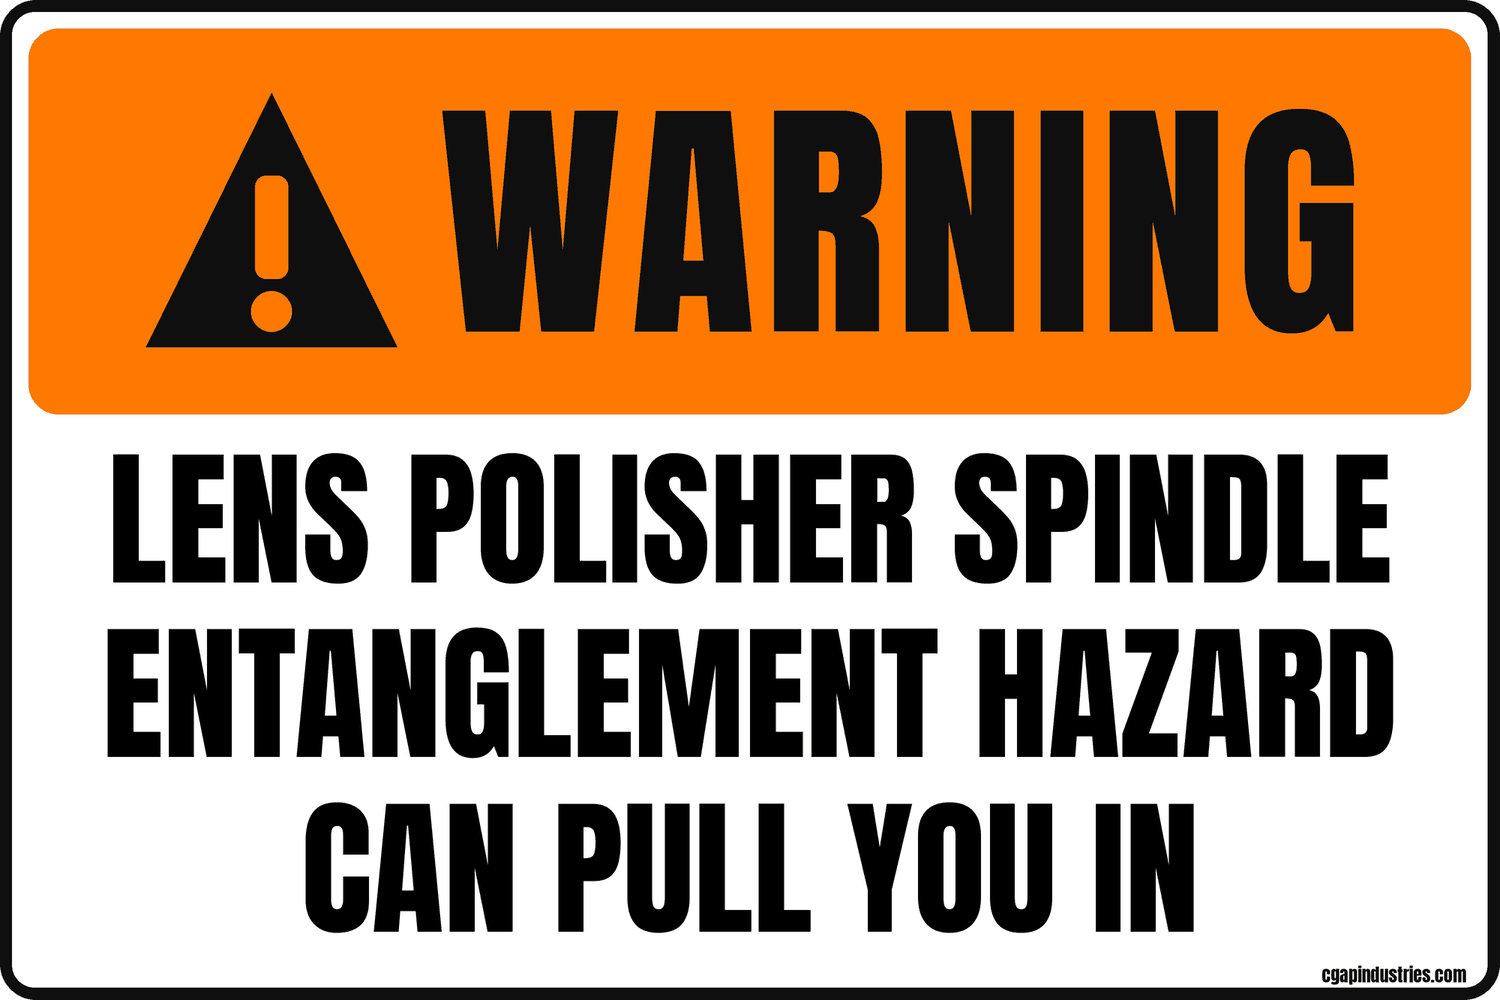 WARNING
LENS POLISHER SPINDLE
ENTANGLEMENT HAZARD
CAN PULL YOU IN
cgapindustries.com